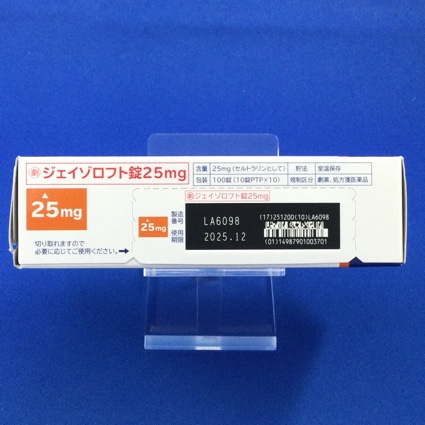 劇 ジェイゾロフト錠25mg
含量 25mg(セルトラリンとして) 貯法 室温保存
包装 100錠(10錠PTP×10) 規制区分 劇薬、処方箋医薬品
25mg
切り取れますので
必要に応じてご使用ください。
劇 ジェイゾロフト錠25mg
25mg
製造番号 LA6098
使用期限 2025.12
(17)251200(10)LA6098
(01)14987901003701